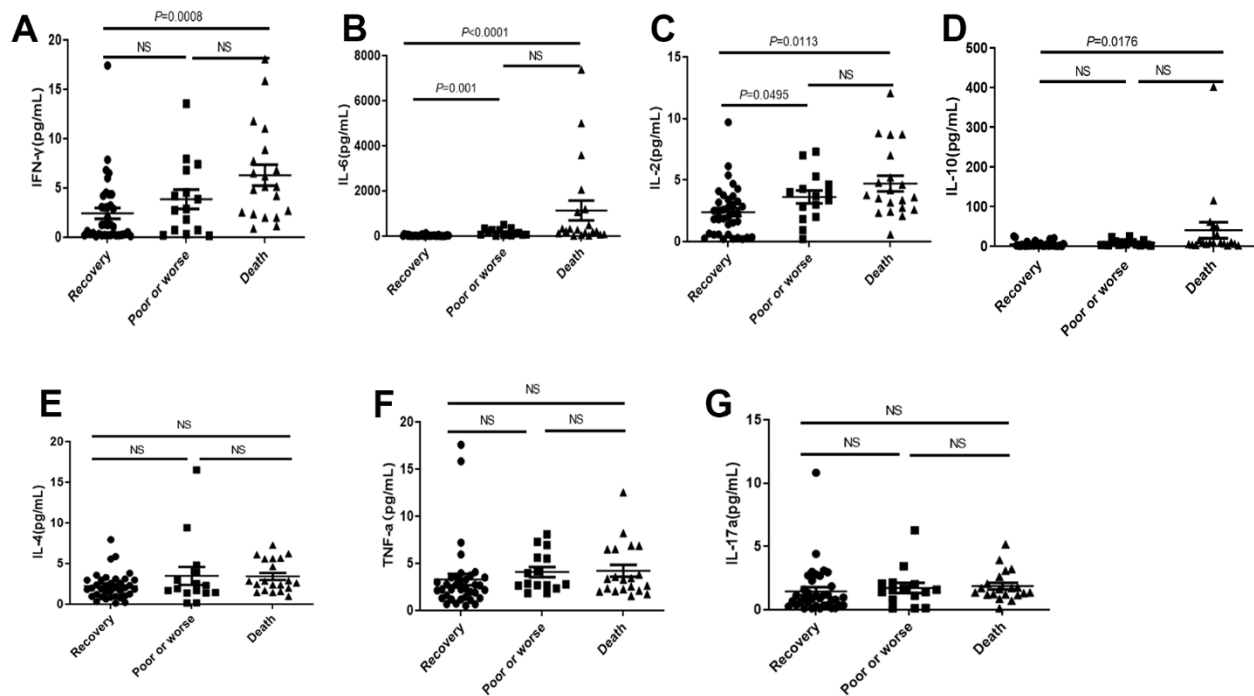 A
P=0.0008
NS
NS
IFN-γ(pg/mL)
20
15
10
5
0
Recovery
Poor or worse
Death
B
P<0.0001
NS
P=0.001
IL-6(pg/mL)
8000
6000
4000
2000
0
Recovery
Poor or worse
Death
C
P=0.0113
NS
P=0.0495
IL-2(pg/mL)
15
10
5
0
Recovery
Poor or worse
Death
D
P=0.0176
NS
NS
IL-10(pg/mL)
500
400
300
200
100
50
0
Recovery
Poor or worse
Death
E
NS
NS
NS
IL-4(pg/mL)
20
15
10
5
0
Recovery
Poor or worse
Death
F
NS
NS
NS
TNF-a(pg/mL)
20
15
10
5
0
Recovery
Poor or worse
Death
G
NS
NS
NS
IL-17a(pg/mL)
15
10
5
0
Recovery
Poor or worse
Death